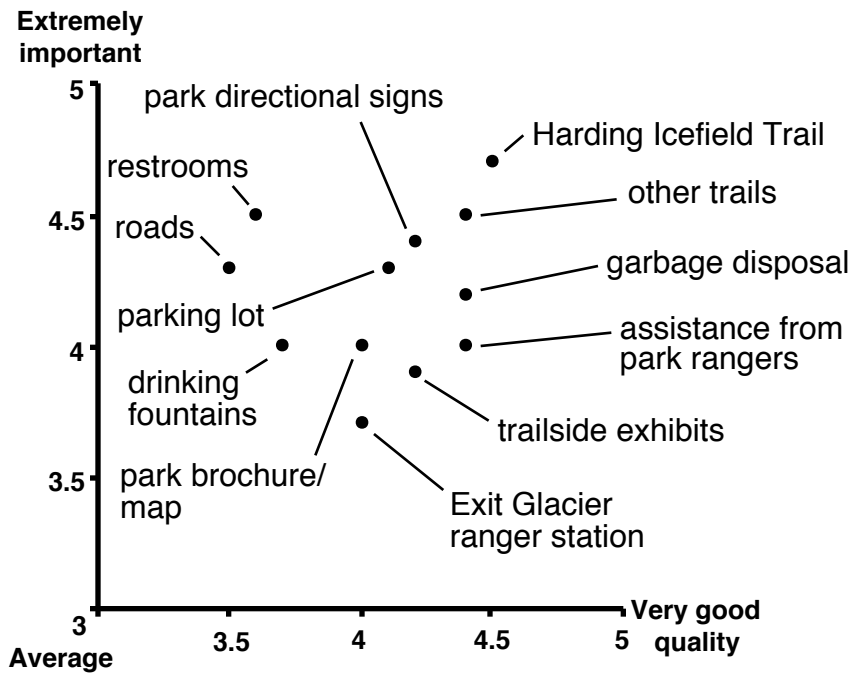 Extremely
important
5
park directional signs
Harding Icefield Trail
restrooms
other trails
4.5
roads
garbage disposal
parking lot
assistance from
park rangers
4
drinking
fountains
trailside exhibits
park brochure/
map
3.5
Exit Glacier
ranger station
3
Average
3.5
4
4.5
5
Very good
quality